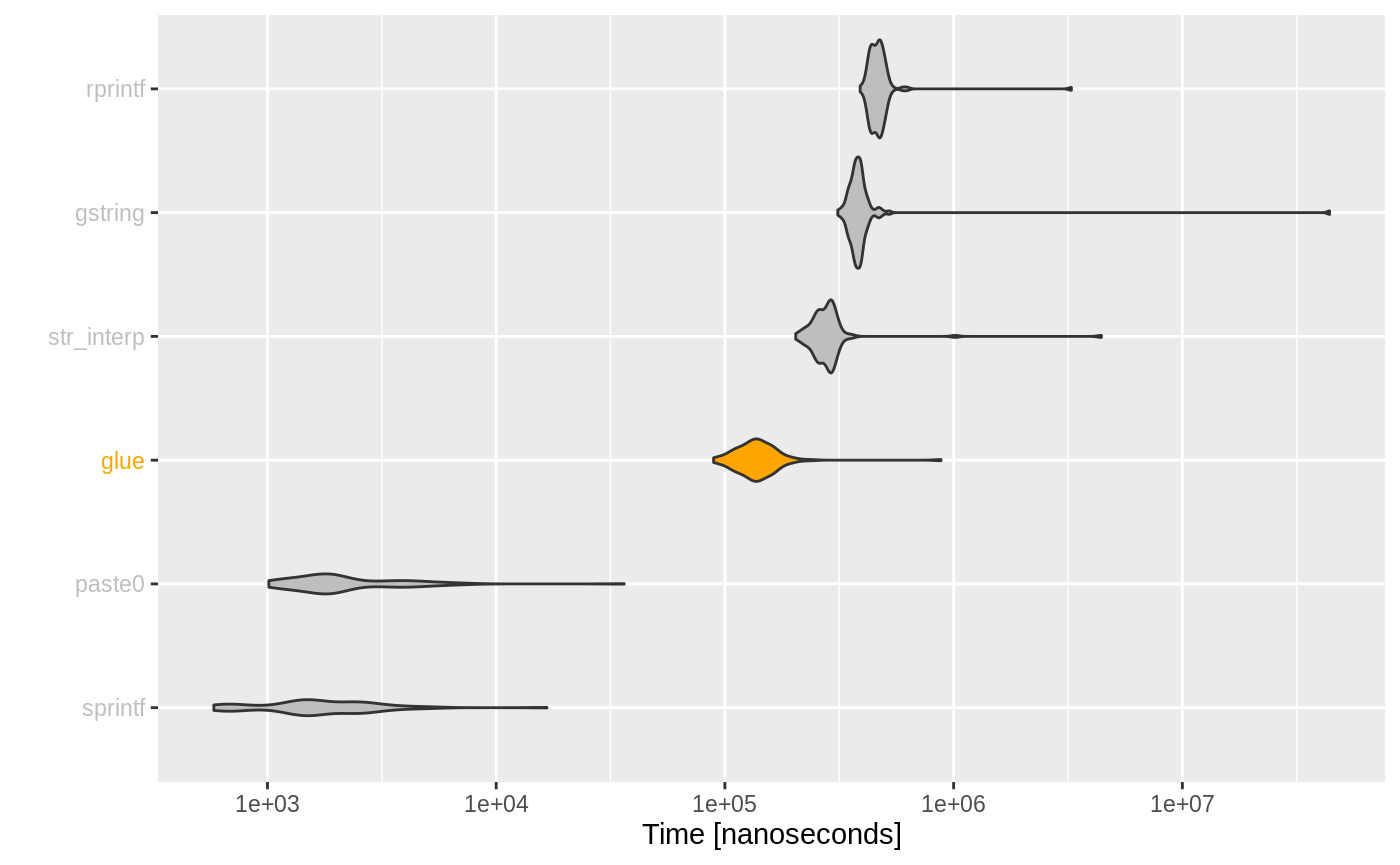 rprintf
gstring
str_interp
glue
paste0
sprintf
1e+03 1e+04 1e+05 1e+06 1e+07
Time [nanoseconds]